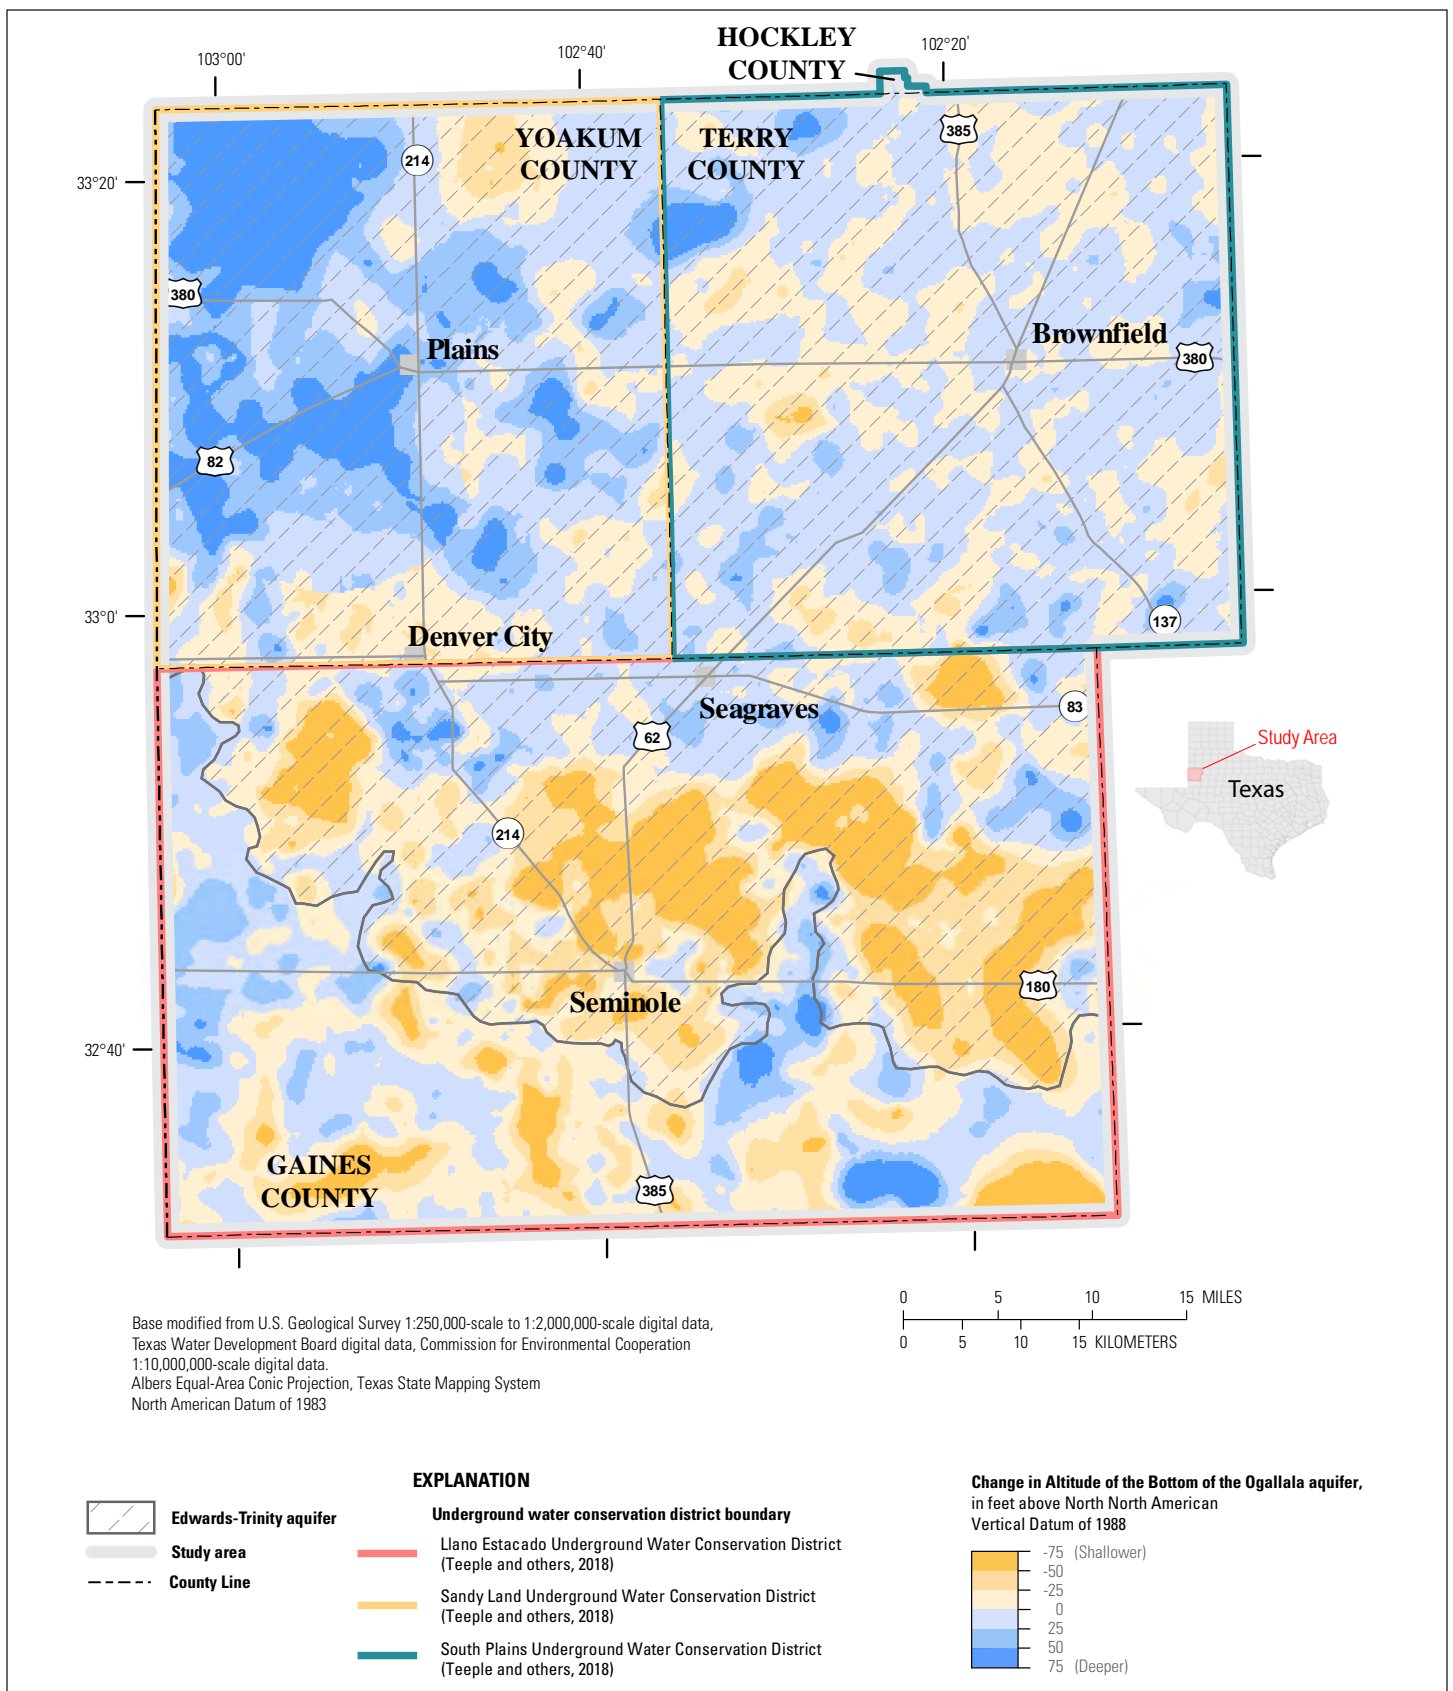 HOCKLEY
COUNTY
103°00'
102°40'
102°20'
YOAKUM
COUNTY
TERRY
COUNTY
385
214
33°20'
380
Plains
Brownfield
380
82
33°0'
Denver City
137
Seagraves
83
62
Study Area
Texas
214
Seminole
180
32°40'
GAINES
COUNTY
385
0 5 10 15 MILES
0 5 10 15 KILOMETERS
Base modified from U.S. Geological Survey 1:250,000-scale to 1:2,000,000-scale digital data,
Texas Water Development Board digital data, Commission for Environmental Cooperation
1:10,000,000-scale digital data.
Albers Equal-Area Conic Projection, Texas State Mapping System
North American Datum of 1983
EXPLANATION
Edwards-Trinity aquifer
Study area
County Line
Underground water conservation district boundary
Llano Estacado Underground Water Conservation District
(Teeple and others, 2018)
Sandy Land Underground Water Conservation District
(Teeple and others, 2018)
South Plains Underground Water Conservation District
(Teeple and others, 2018)
Change in Altitude of the Bottom of the Ogallala aquifer,
in feet above North North American
Vertical Datum of 1988
-75 (Shallower)
-50
-25
0
25
50
75 (Deeper)